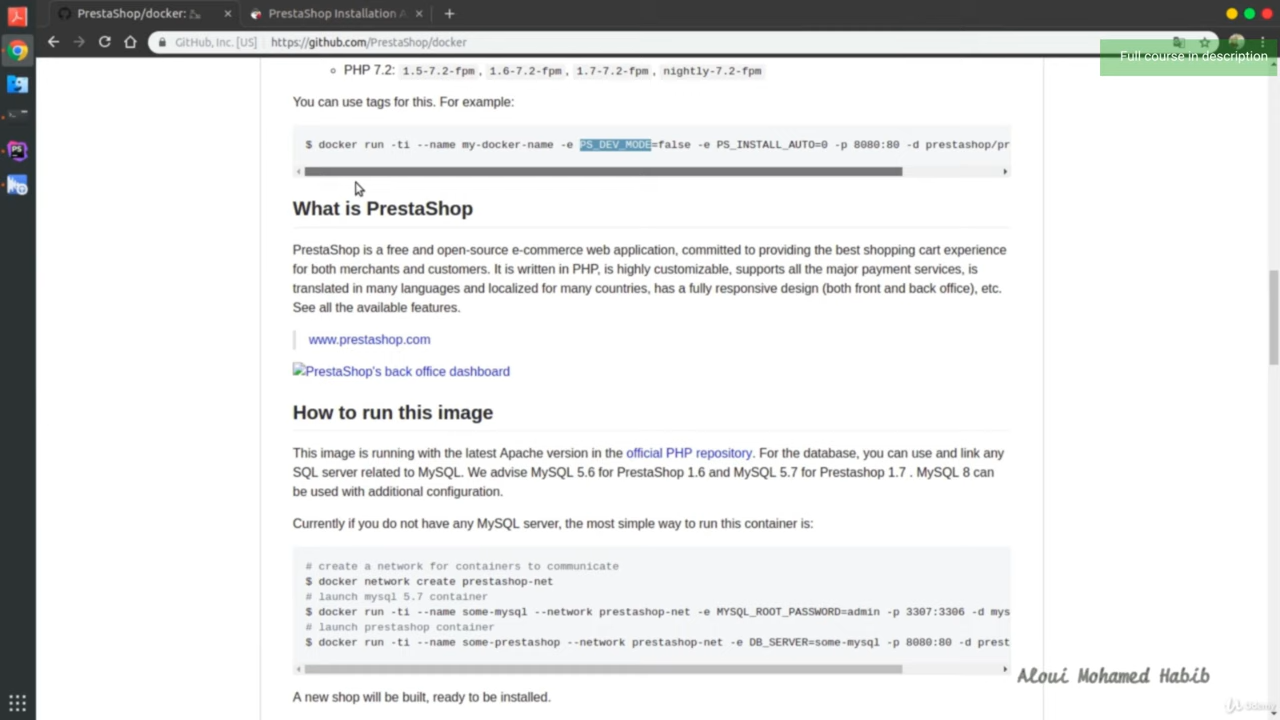 PrestaShop/docker:
PrestaShop Installation
GitHub, Inc. [US]
https://github.com/PrestaShop/docker
Full course in description
PHP 7.2: 1.5-7.2-fpm, 1.6-7.2-fpm, 1.7-7.2-fpm, nightly-7.2-fpm
You can use tags for this. For example:
$ docker run -ti --name my-docker-name -e PS_DEV_MODE=false -e PS_INSTALL_AUTO=0 -p 8080:80 -d prestashop/pr
What is PrestaShop
PrestaShop is a free and open-source e-commerce web application, committed to providing the best shopping cart experience
for both merchants and customers. It is written in PHP, is highly customizable, supports all the major payment services, is
translated in many languages and localized for many countries, has a fully responsive design (both front and back office), etc.
See all the available features.
www.prestashop.com
PrestaShop's back office dashboard
How to run this image
This image is running with the latest Apache version in the official PHP repository. For the database, you can use and link any
SQL server related to MySQL. We advise MySQL 5.6 for PrestaShop 1.6 and MySQL 5.7 for Prestashop 1.7 . MySQL 8 can
be used with additional configuration.
Currently if you do not have any MySQL server, the most simple way to run this container is:
# create a network for containers to communicate
$ docker network create prestashop-net
# launch mysql 5.7 container
$ docker run -ti --name some-mysql --network prestashop-net -e MYSQL_ROOT_PASSWORD=admin -p 3307:3306 -d mys
# launch prestashop container
$ docker run -ti --name some-prestashop --network prestashop-net -e DB_SERVER=some-mysql -p 8080:80 -d prest
A new shop will be built, ready to be installed.
Aloui Mohamed Habib
Udemy